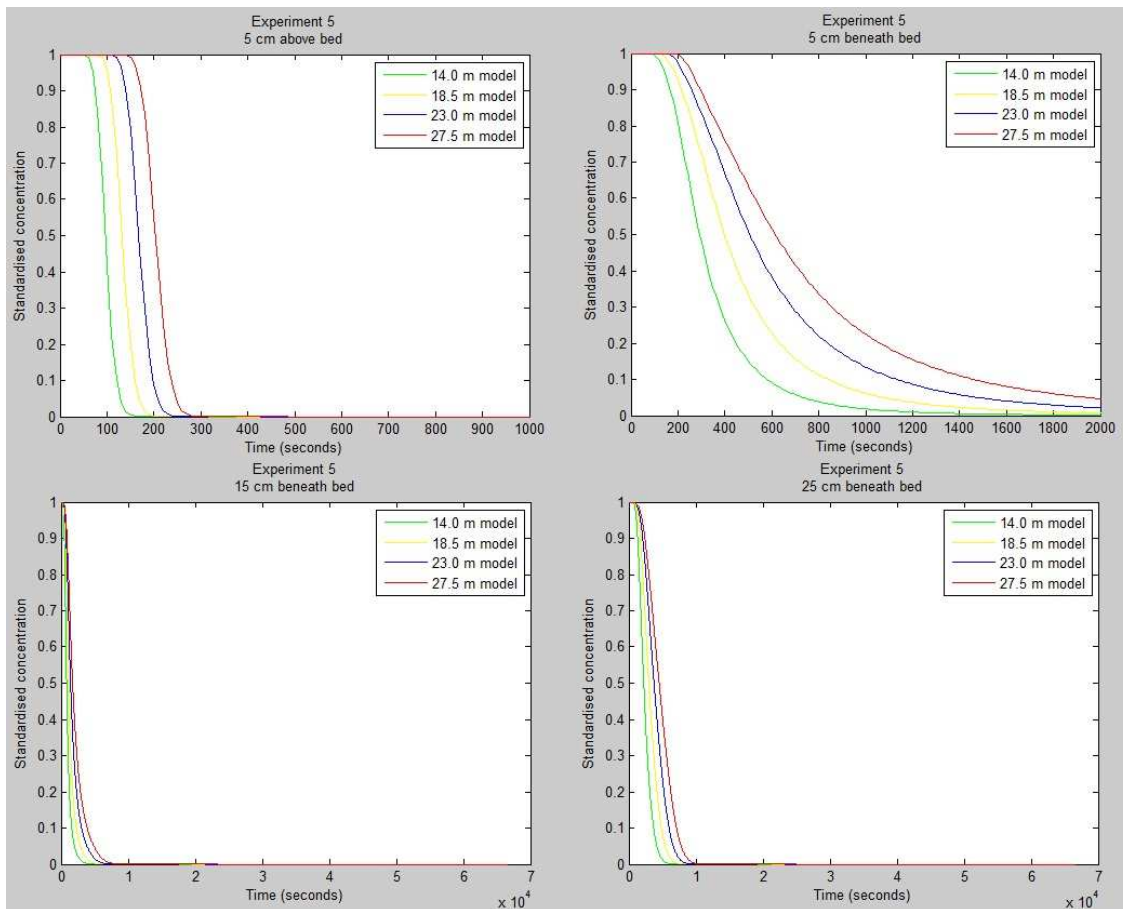 Experiment 5
5 cm above bed
1
0.9
0.8
0.7
0.6
0.5
0.4
0.3
0.2
0.1
0
Standardised concentration
14.0 m model
18.5 m model
23.0 m model
27.5 m model
0 100 200 300 400 500 600 700 800 900 1000
Time (seconds)
Experiment 5
5 cm beneath bed
1
0.9
0.8
0.7
0.6
0.5
0.4
0.3
0.2
0.1
0
Standardised concentration
14.0 m model
18.5 m model
23.0 m model
27.5 m model
0 200 400 600 800 1000 1200 1400 1600 1800 2000
Time (seconds)
Experiment 5
15 cm beneath bed
1
0.9
0.8
0.7
0.6
0.5
0.4
0.3
0.2
0.1
0
Standardised concentration
14.0 m model
18.5 m model
23.0 m model
27.5 m model
0 1 2 3 4 5 6 7
Time (seconds)
x 10^4
Experiment 5
25 cm beneath bed
1
0.9
0.8
0.7
0.6
0.5
0.4
0.3
0.2
0.1
0
Standardised concentration
14.0 m model
18.5 m model
23.0 m model
27.5 m model
0 1 2 3 4 5 6 7
Time (seconds)
x 10^4